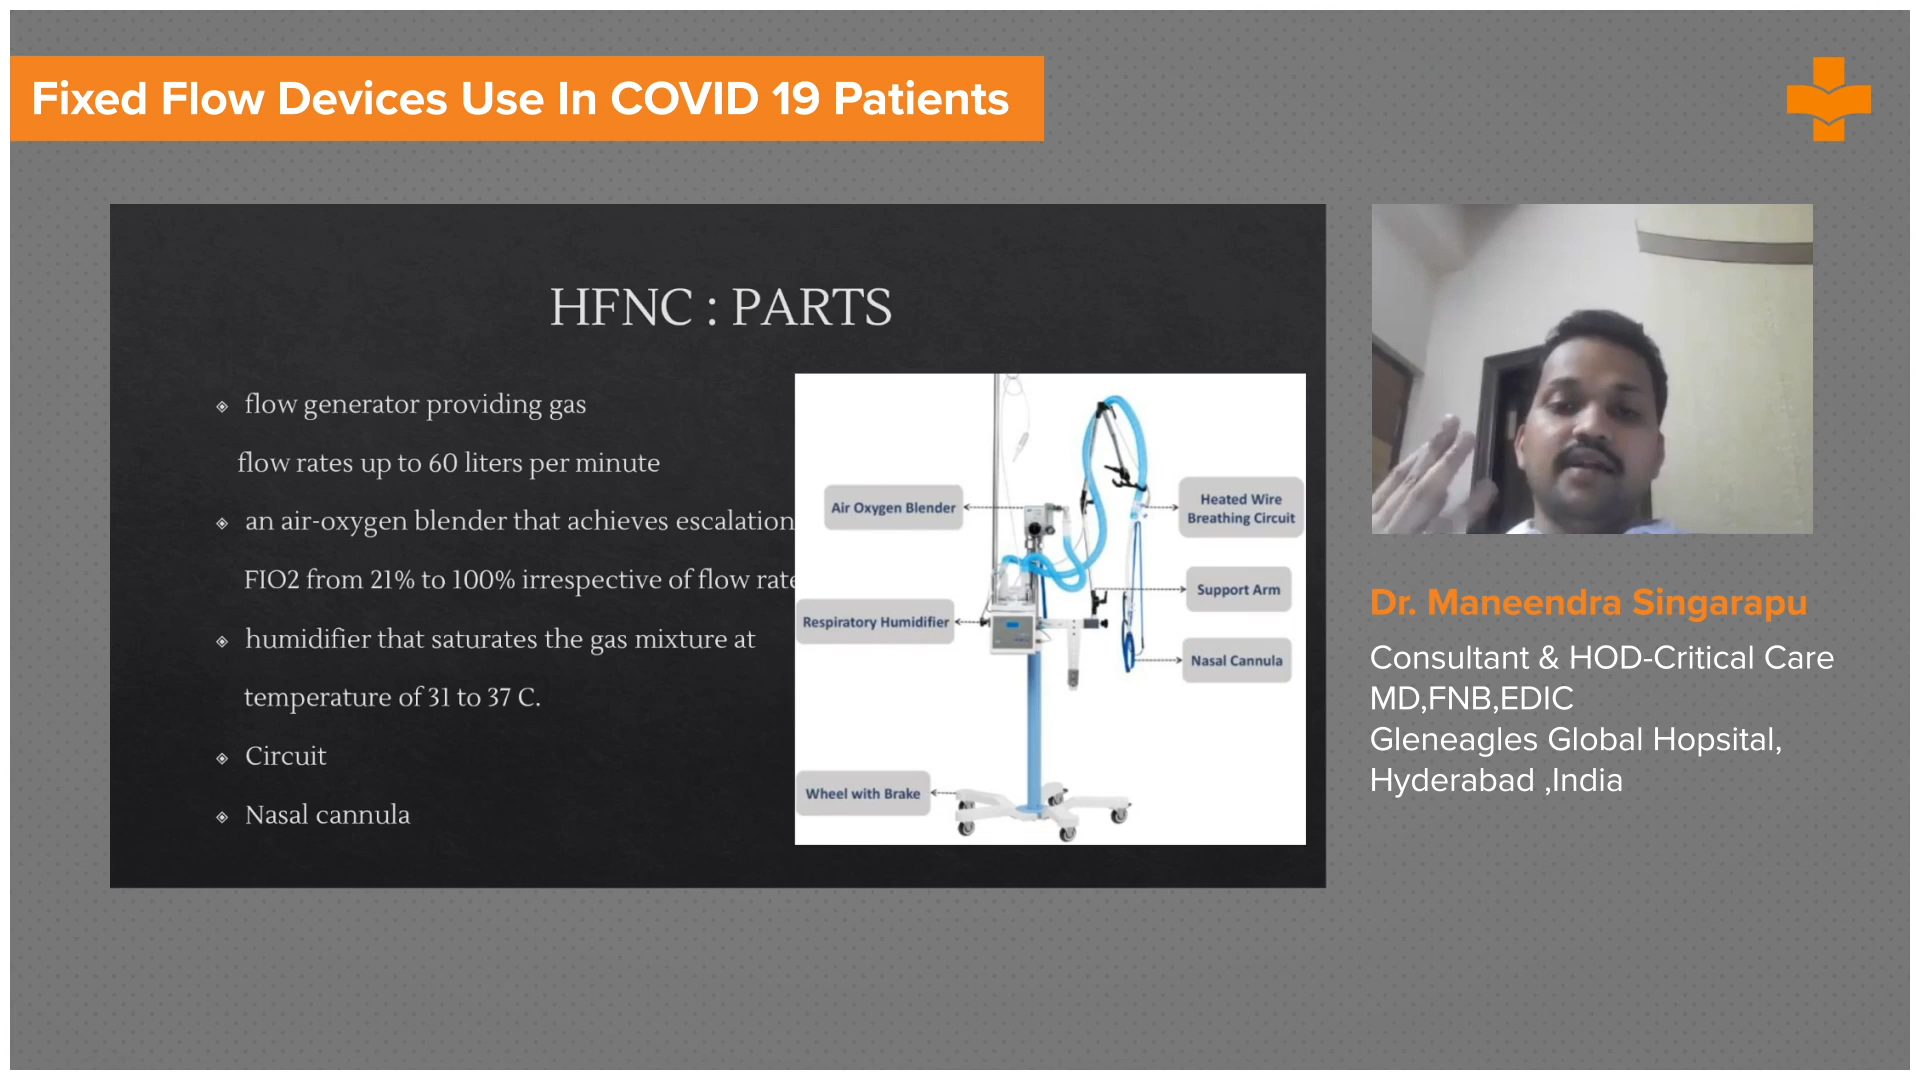 Fixed Flow Devices Use In COVID 19 Patients
HFNC : PARTS
flow generator providing gas
flow rates up to 60 liters per minute
an air-oxygen blender that achieves escalation
FIO2 from 21% to 100% irrespective of flow rate
humidifier that saturates the gas mixture at
temperature of 31 to 37 C.
Circuit
Nasal cannula
Air Oxygen Blender
Heated Wire
Breathing Circuit
Support Arm
Respiratory Humidifier
Nasal Cannula
Wheel with Brake
Dr. Maneendra Singarapu
Consultant & HOD-Critical Care
MD,FNB,EDIC
Gleneagles Global Hopsital,
Hyderabad ,India